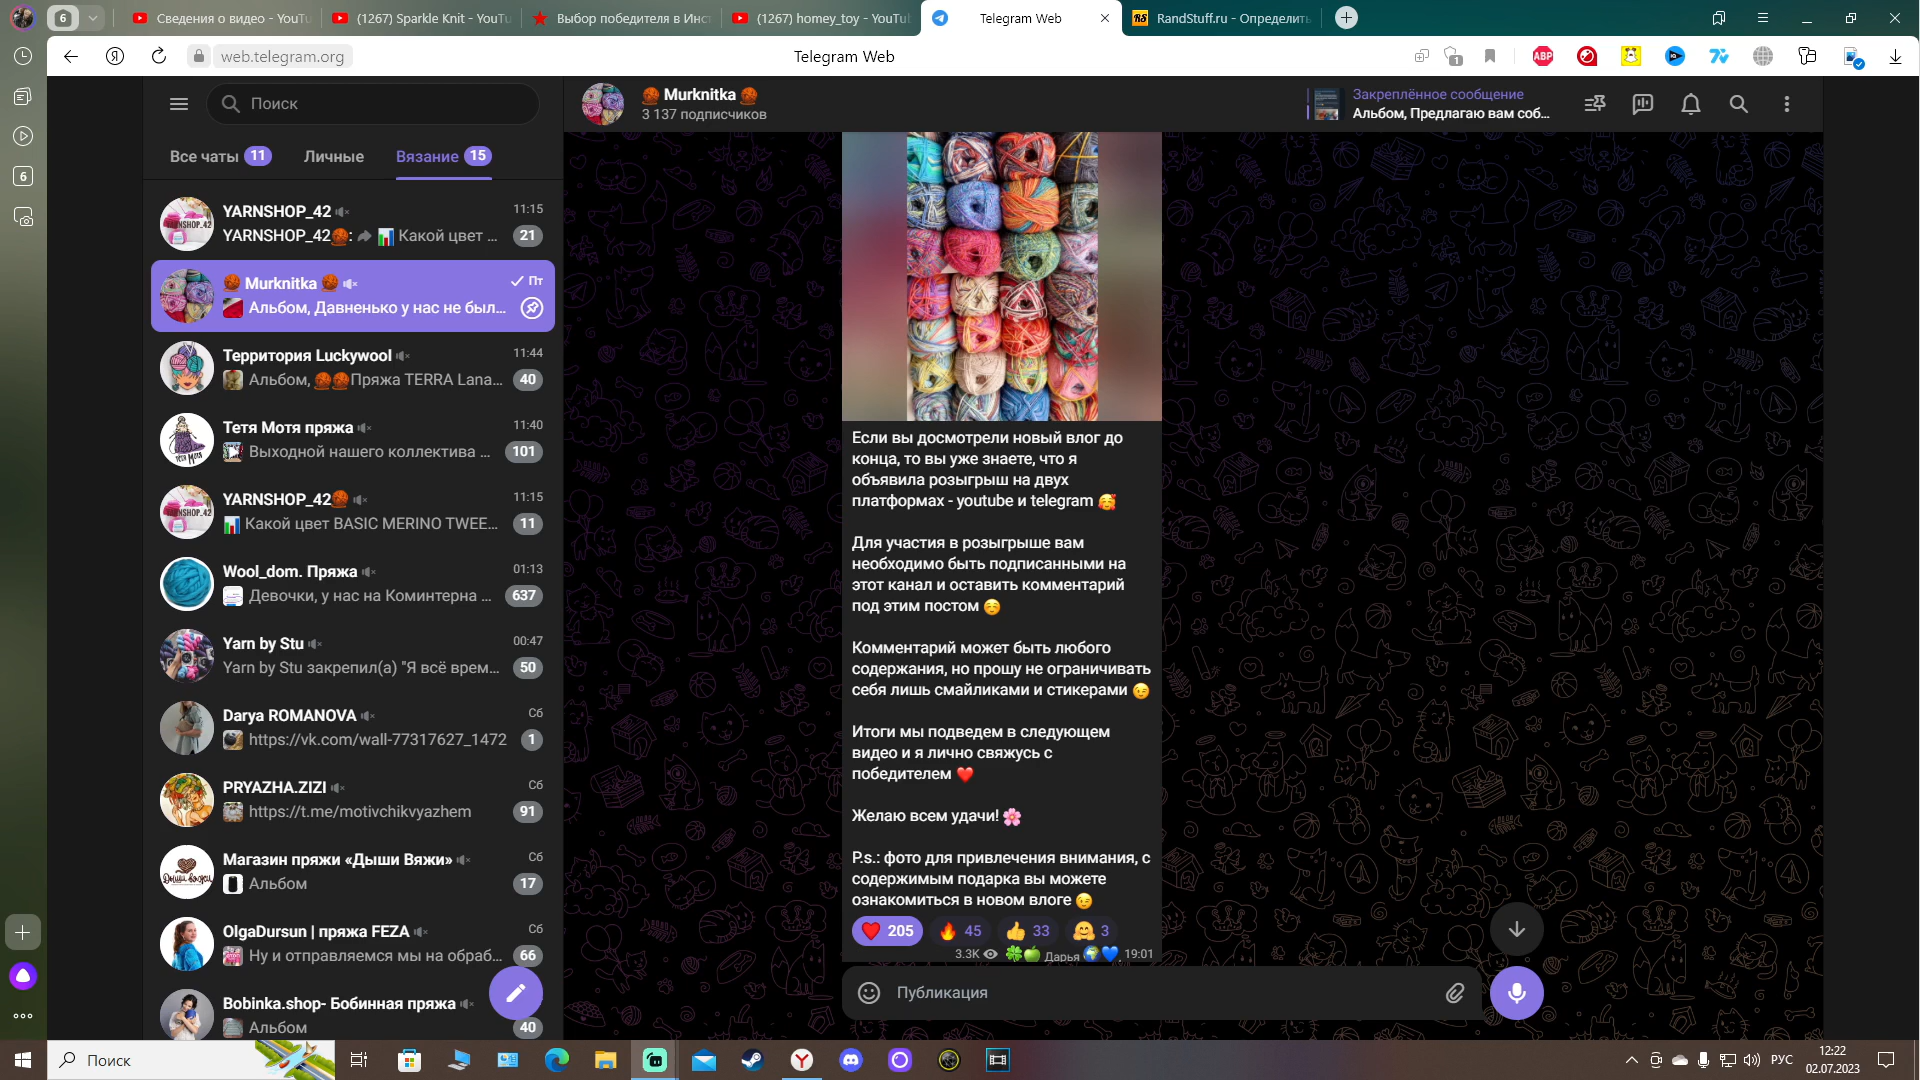 6
Сведения о видео - YouTu
(1267) Sparkle Knit - YouTu
Выбор победителя в Инст
(1267) homey_toy - YouTub
Telegram Web
RandStuff.ru - Определить
web.telegram.org
Telegram Web
1
ABP
6
Поиск
Все чаты 11
Личные
Вязание 15
YARNSHOP_42 11:15
YARNSHOP_42: Какой цвет ... 21
Murknitka Пт
Альбом, Давненько у нас не был...
Территория Luckywool 11:44
Альбом, Пряжа TERRA Lana... 40
Тетя Мотя пряжа 11:40
Выходной нашего коллектива ... 101
YARNSHOP_42 11:15
Какой цвет BASIC MERINO TWEE... 11
Wool_dom. Пряжа 01:13
Девочки, у нас на Коминтерна ... 637
Yarn by Stu 00:47
Yarn by Stu закрепил(а) "Я всё врем... 50
Darya ROMANOVA Сб
https://vk.com/wall-77317627_1472 1
PRYAZHA.ZIZI Сб
https://t.me/motivchikvyazhem 91
Магазин пряжи «Дыши Вяжи» Сб
Альбом 17
OlgaDursun | пряжа FEZA Сб
Ну и отправляемся мы на обраб... 66
Bobinka.shop- Бобинная пряжа
Альбом 40
Murknitka
3 137 подписчиков
Закреплённое сообщение
Альбом, Предлагаю вам соб...
Если вы досмотрели новый влог до
конца, то вы уже знаете, что я
объявила розыгрыш на двух
платформах - youtube и telegram 🥰
Для участия в розыгрыше вам
необходимо быть подписанными на
этот канал и оставить комментарий
под этим постом ☺️
Комментарий может быть любого
содержания, но прошу не ограничивать
себя лишь смайликами и стикерами 😉
Итоги мы подведем в следующем
видео и я лично свяжусь с
победителем ❤️
Желаю всем удачи! 🌸
P.s.: фото для привлечения внимания, с
содержимым подарка вы можете
ознакомиться в новом влоге 😉
❤️ 205 🔥 45 👍 33 🤗 3
3.3K 🍀🍏 Дарья 🌍💙, 19:01
Публикация
Поиск
РУС
12:22
02.07.2023